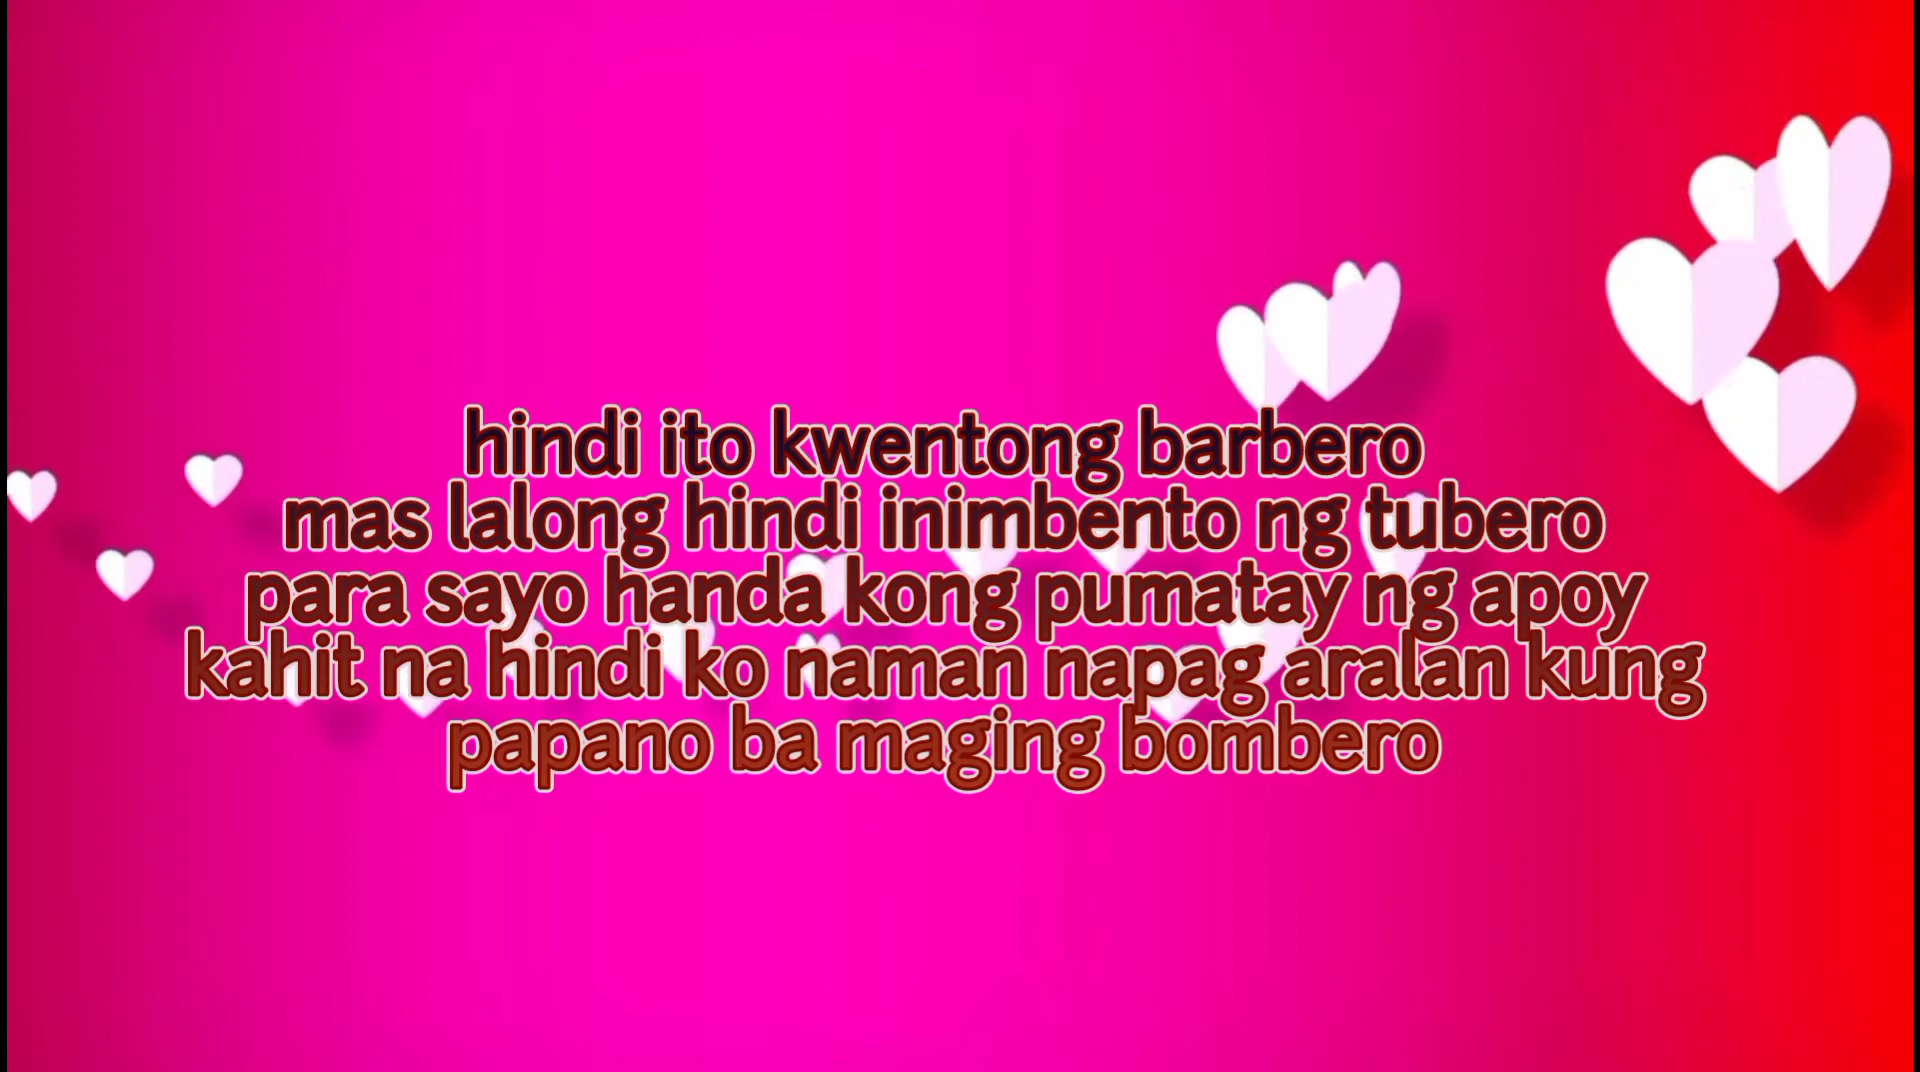 hindi ito kwentong barbero
mas lalong hindi inimbento ng tubero
para sayo handa kong pumatay ng apoy
kahit na hindi ko naman napag aralan kung
papano ba maging bombero